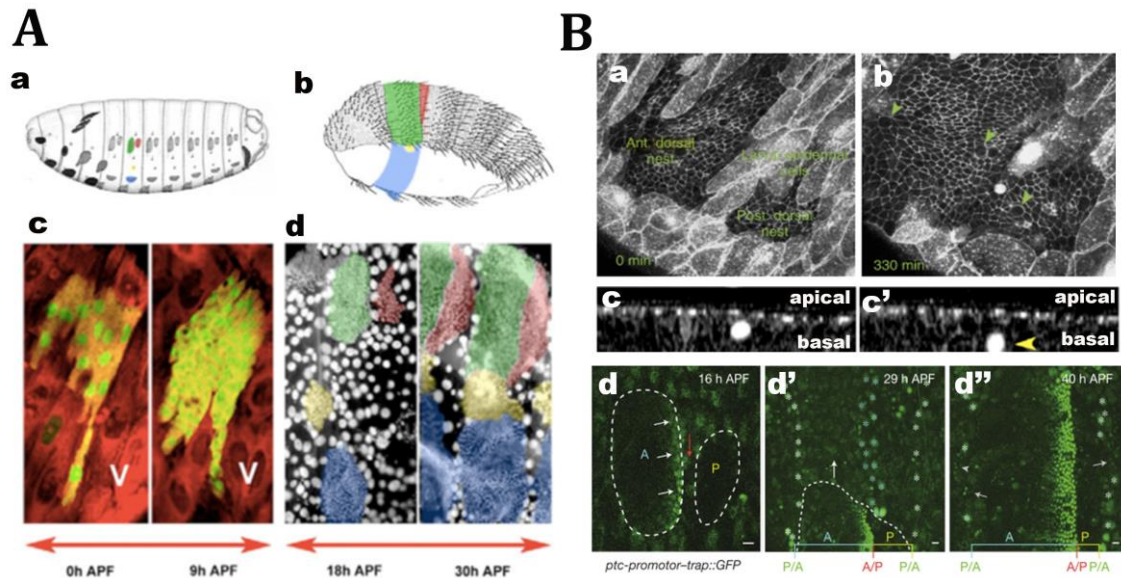 A
B
a
b
c
d
V
V
0h APF
9h APF
18h APF
30h APF
a
b
Ant. dorsal
nest
Larval epidermal
cells
Post. dorsal
nest
0 min
330 min
c
apical
basal
c'
apical
basal
d
16 h APF
d'
29 h APF
d''
40 h APF
A
P
A
P
A
P
ptc-promotor–trap::GFP
P/A
A/P
P/A
P/A
A/P
P/A